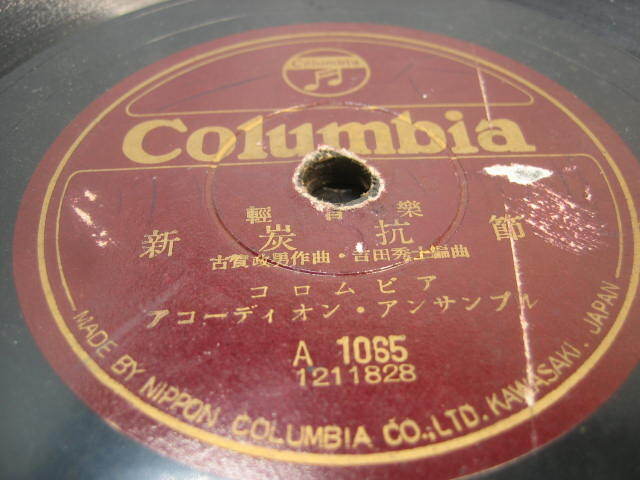 Columbia
Columbia
輕音樂
新炭抗節
古賀政男作曲・吉田秀士編曲
コロムビア
アコーディオン・アンサンブル
A 1065
1211828
MADE BY NIPPON COLUMBIA CO.,LTD. KAWASAKI. JAPAN